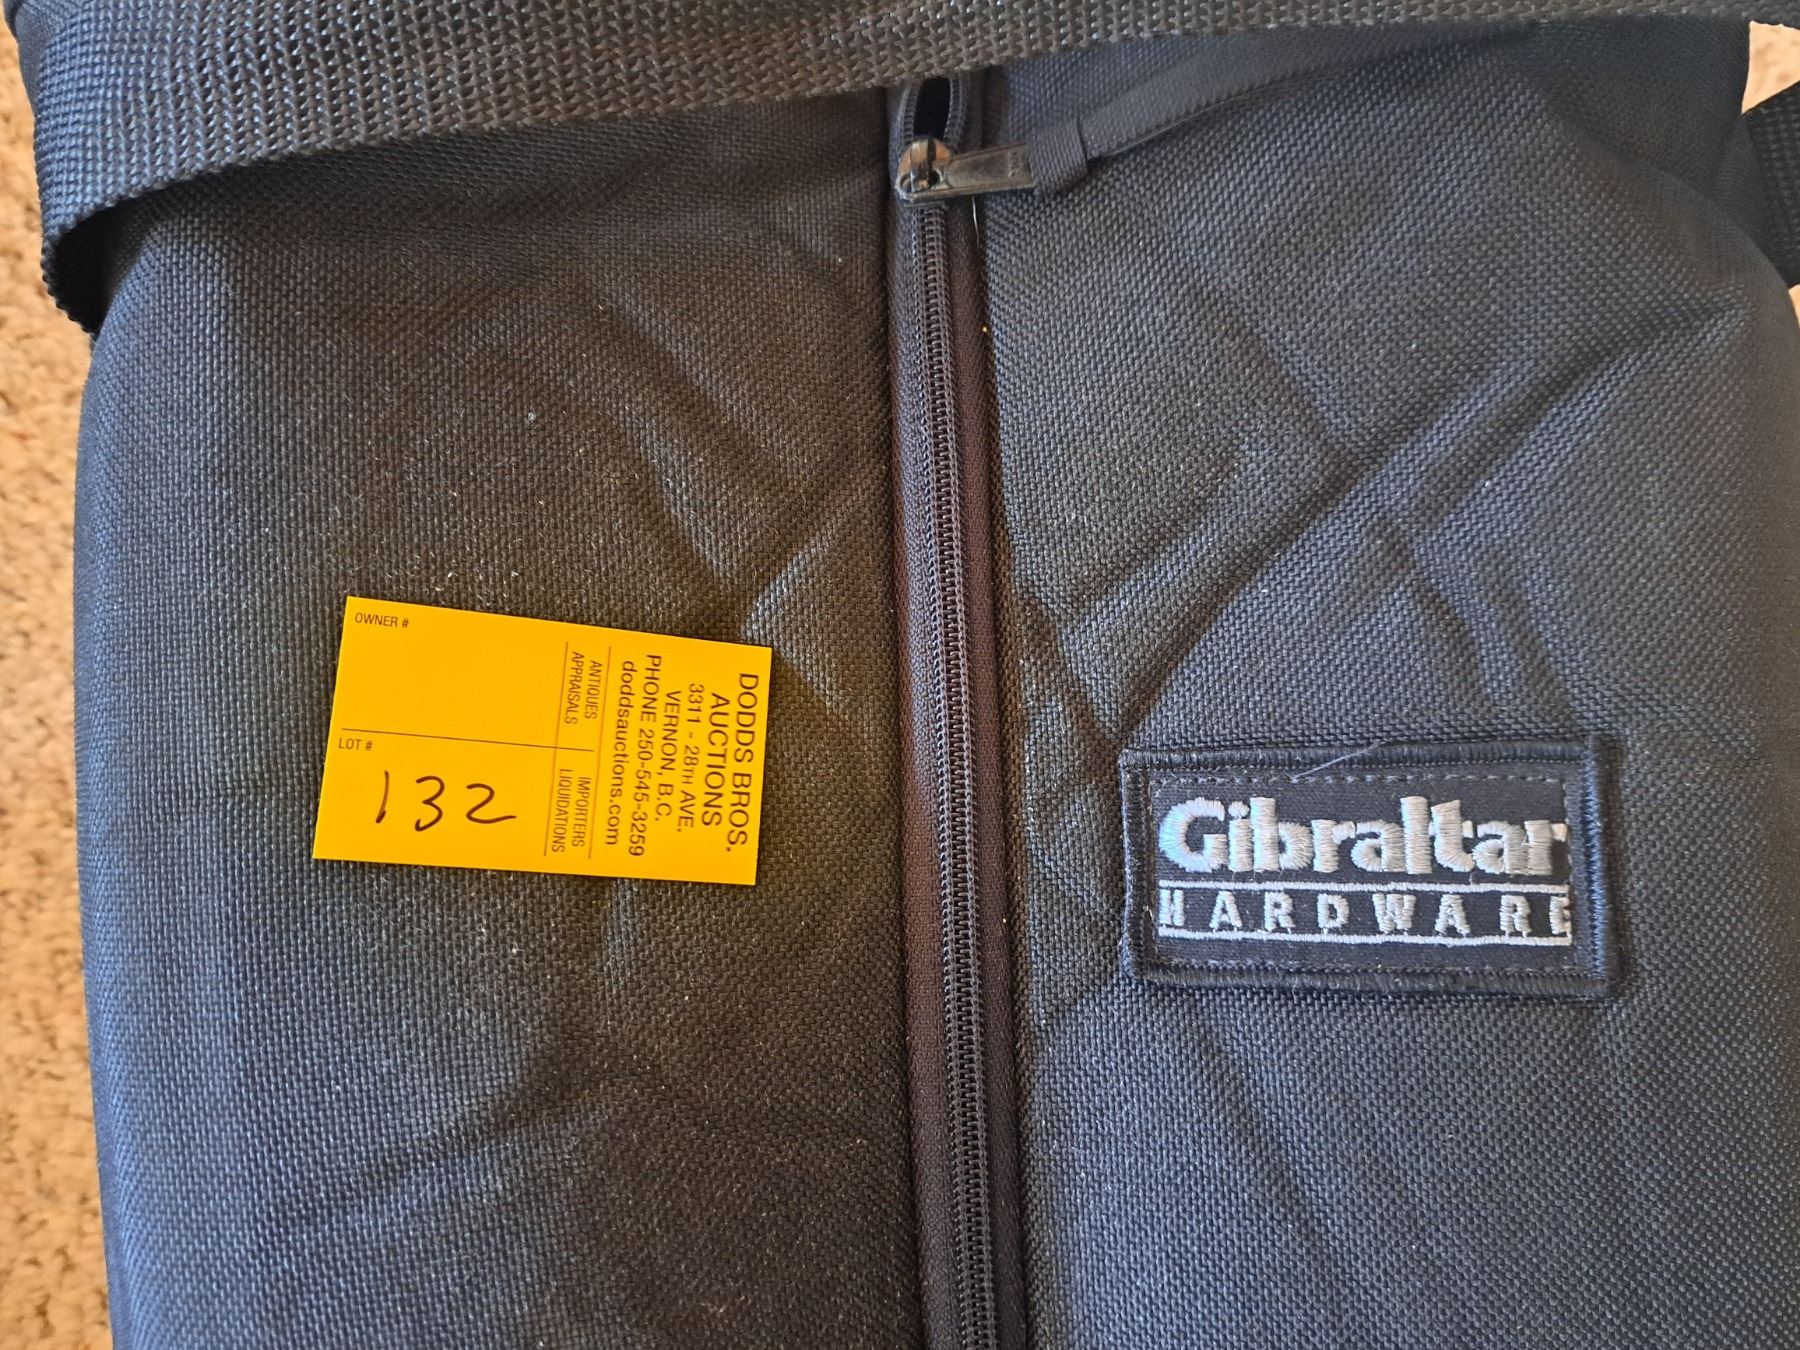 OWNER #
LOT #
132
ANTIQUES
APPRAISALS
IMPORTERS
LIQUIDATIONS
DODDS BROS.
AUCTIONS
3311 - 28TH AVE.
VERNON, B.C.
PHONE 250-545-3259
doddsauctions.com
Gibraltar
HARDWARE